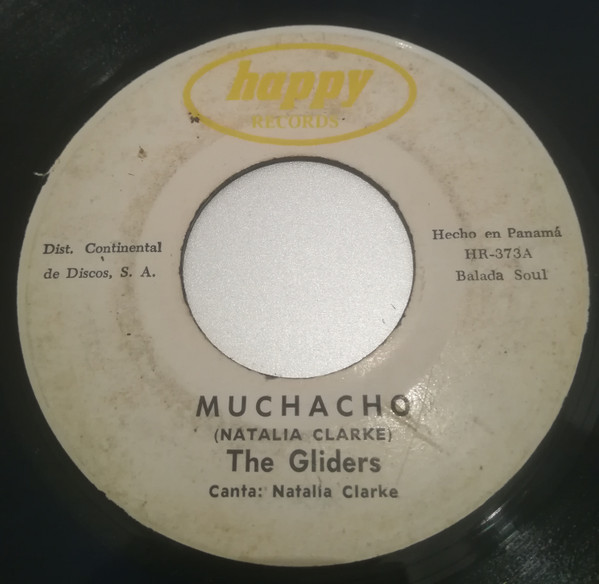 happy
RECORDS
Dist. Continental
de Discos, S. A.
Hecho en Panamá
HR-373A
Balada Soul
MUCHACHO
(NATALIA CLARKE)
The Gliders
Canta: Natalia Clarke